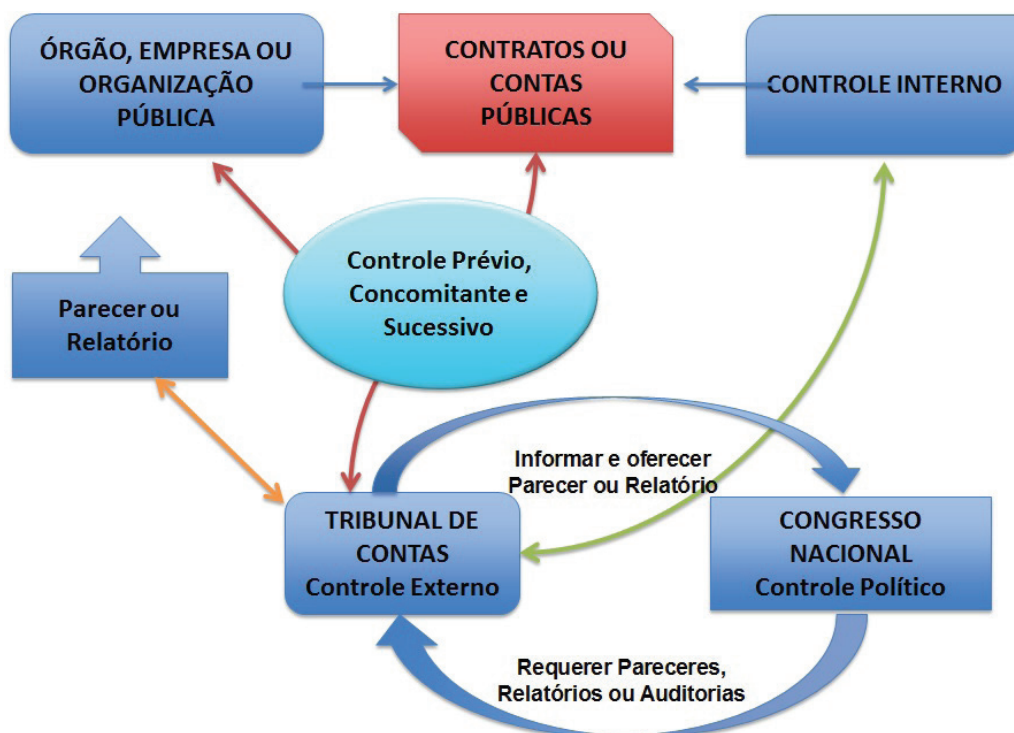 ÓRGÃO, EMPRESA OU
ORGANIZAÇÃO
PÚBLICA
CONTRATOS OU
CONTAS
PÚBLICAS
CONTROLE INTERNO
Controle Prévio,
Concomitante e
Sucessivo
Parecer ou
Relatório
Informar e oferecer
Parecer ou Relatório
TRIBUNAL DE
CONTAS
Controle Externo
CONGRESSO
NACIONAL
Controle Político
Requerer Pareceres,
Relatórios ou Auditorias